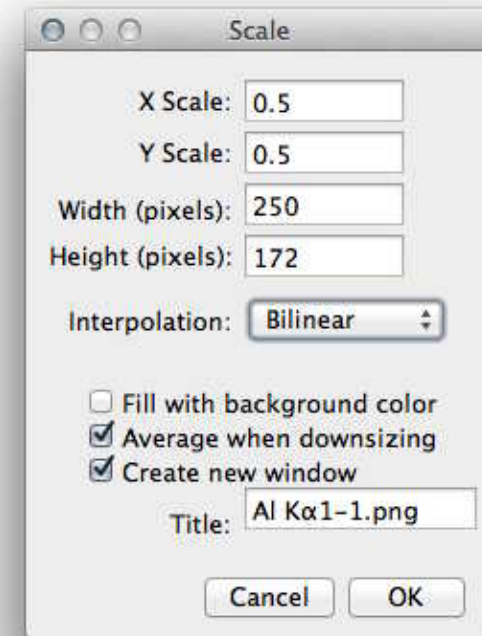 Scale
X Scale: 0.5
Y Scale: 0.5
Width (pixels): 250
Height (pixels): 172
Interpolation: Bilinear
Fill with background color
Average when downsizing
Create new window
Title: Al Kα1-1.png
Cancel OK